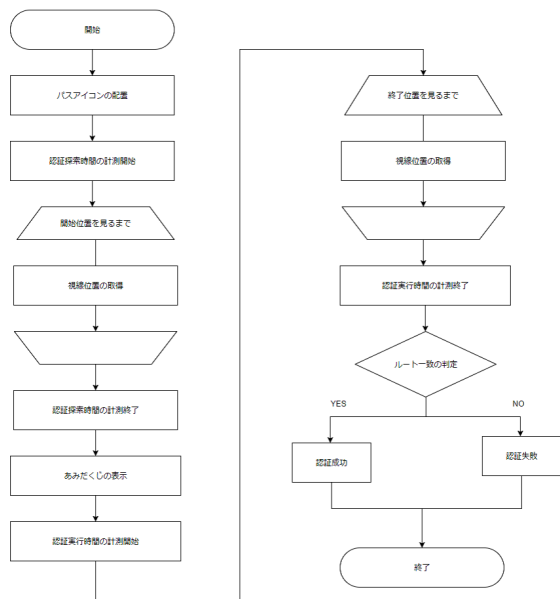 開始
パスアイコンの配置
認証探索時間の計測開始
開始位置を見るまで
視線位置の取得
認証探索時間の計測終了
あみだくじの表示
認証実行時間の計測開始
終了位置を見るまで
視線位置の取得
認証実行時間の計測終了
ルート一致の判定
YES
NO
認証成功
認証失敗
終了